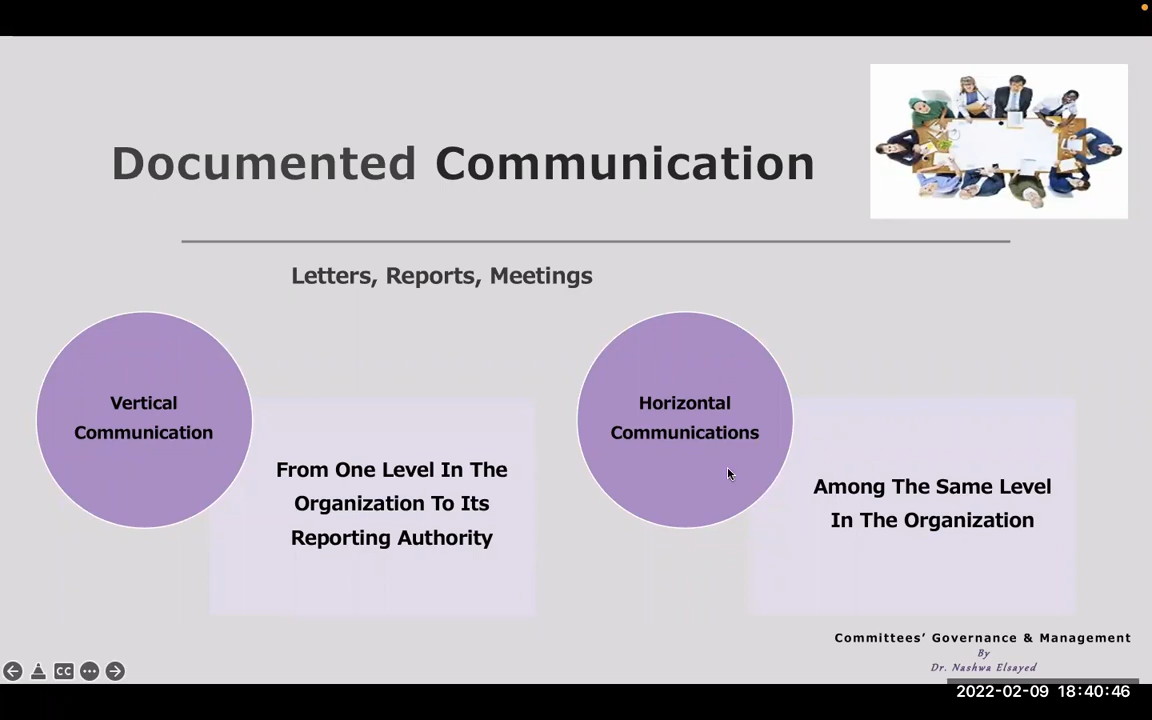 Documented Communication
Letters, Reports, Meetings
Vertical
Communication
From One Level In The
Organization To Its
Reporting Authority
Horizontal
Communications
Among The Same Level
In The Organization
Committees’ Governance & Management
By
Dr. Nashwa Elsayed
CC
2022-02-09 18:40:46